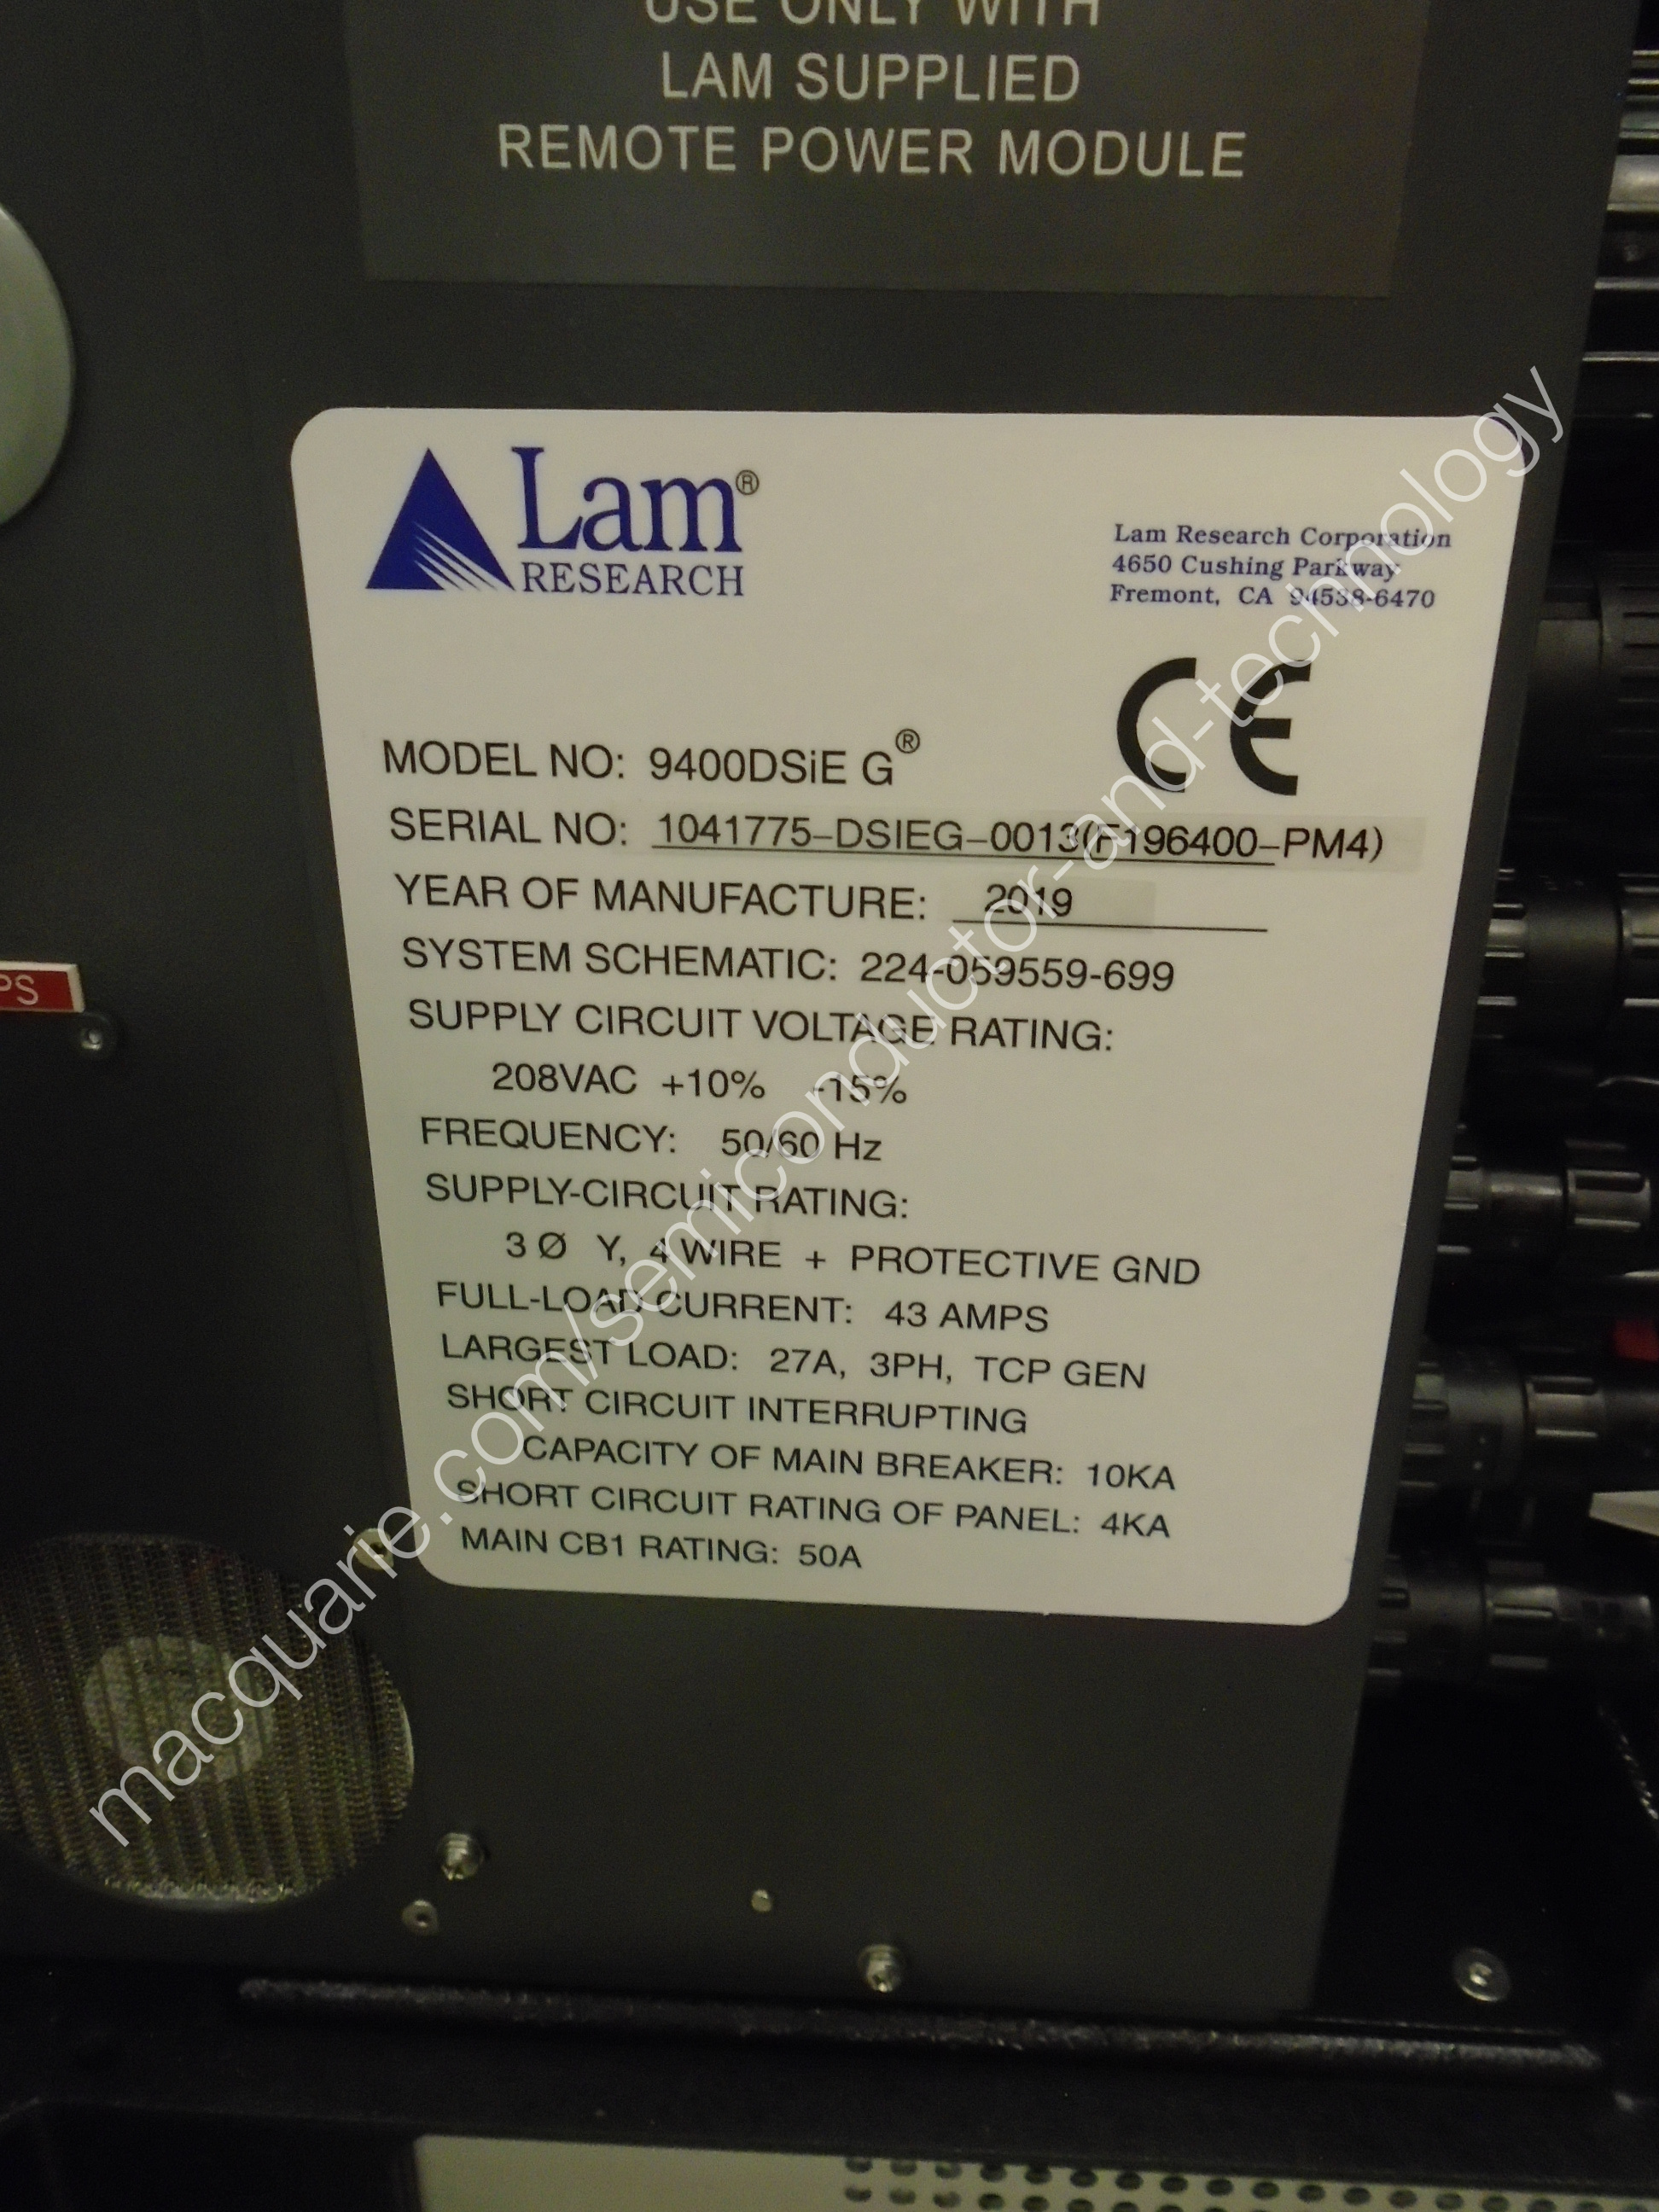 USE ONLY WITH
LAM SUPPLIED
REMOTE POWER MODULE
Lam®
RESEARCH
Lam Research Corporation
4650 Cushing Parkway
Fremont, CA 94538-6470
CE
MODEL NO: 9400DSiE G®
SERIAL NO: 1041775-DSIEG-0013(F196400-PM4)
YEAR OF MANUFACTURE: 2019
SYSTEM SCHEMATIC: 224-059559-699
SUPPLY CIRCUIT VOLTAGE RATING:
208VAC +10% -15%
FREQUENCY: 50/60 Hz
SUPPLY-CIRCUIT RATING:
3 Ø Y, 4 WIRE + PROTECTIVE GND
FULL-LOAD CURRENT: 43 AMPS
LARGEST LOAD: 27A, 3PH, TCP GEN
SHORT CIRCUIT INTERRUPTING
CAPACITY OF MAIN BREAKER: 10KA
SHORT CIRCUIT RATING OF PANEL: 4KA
MAIN CB1 RATING: 50A
PS
macquarie.com/semiconductor-and-technology